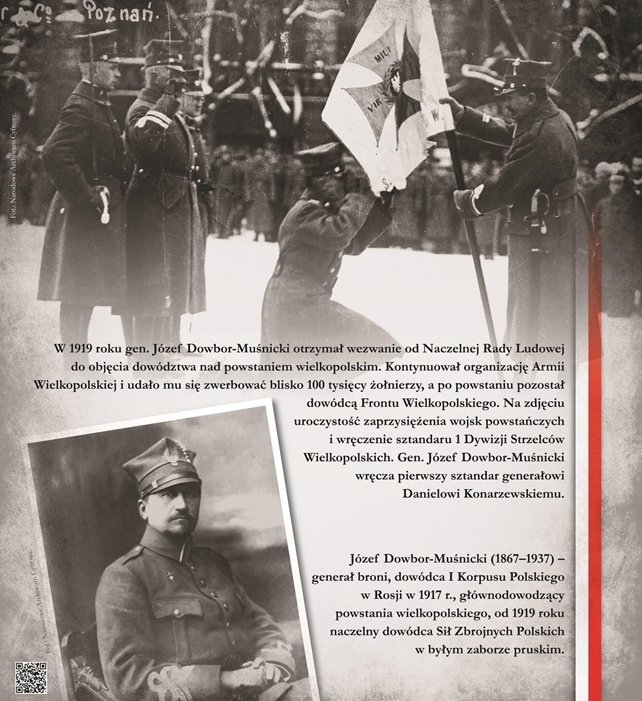 Poznań.
MILI
VIR
Fot. Narodowe Archiwum Cyfrowe.
W 1919 roku gen. Józef Dowbor-Muśnicki otrzymał wezwanie od Naczelnej Rady Ludowej
do objęcia dowództwa nad powstaniem wielkopolskim. Kontynuował organizację Armii
Wielkopolskiej i udało mu się zwerbować blisko 100 tysięcy żołnierzy, a po powstaniu pozostał
dowódcą Frontu Wielkopolskiego. Na zdjęciu
uroczystość zaprzysiężenia wojsk powstańczych
i wręczenie sztandaru 1 Dywizji Strzelców
Wielkopolskich. Gen. Józef Dowbor-Muśnicki
wręcza pierwszy sztandar generałowi
Danielowi Konarzewskiemu.
Józef Dowbor-Muśnicki (1867–1937) –
generał broni, dowódca I Korpusu Polskiego
w Rosji w 1917 r., głównodowodzący
powstania wielkopolskiego, od 1919 roku
naczelny dowódca Sił Zbrojnych Polskich
w byłym zaborze pruskim.
Fot. Narodowe Archiwum Cyfrowe.